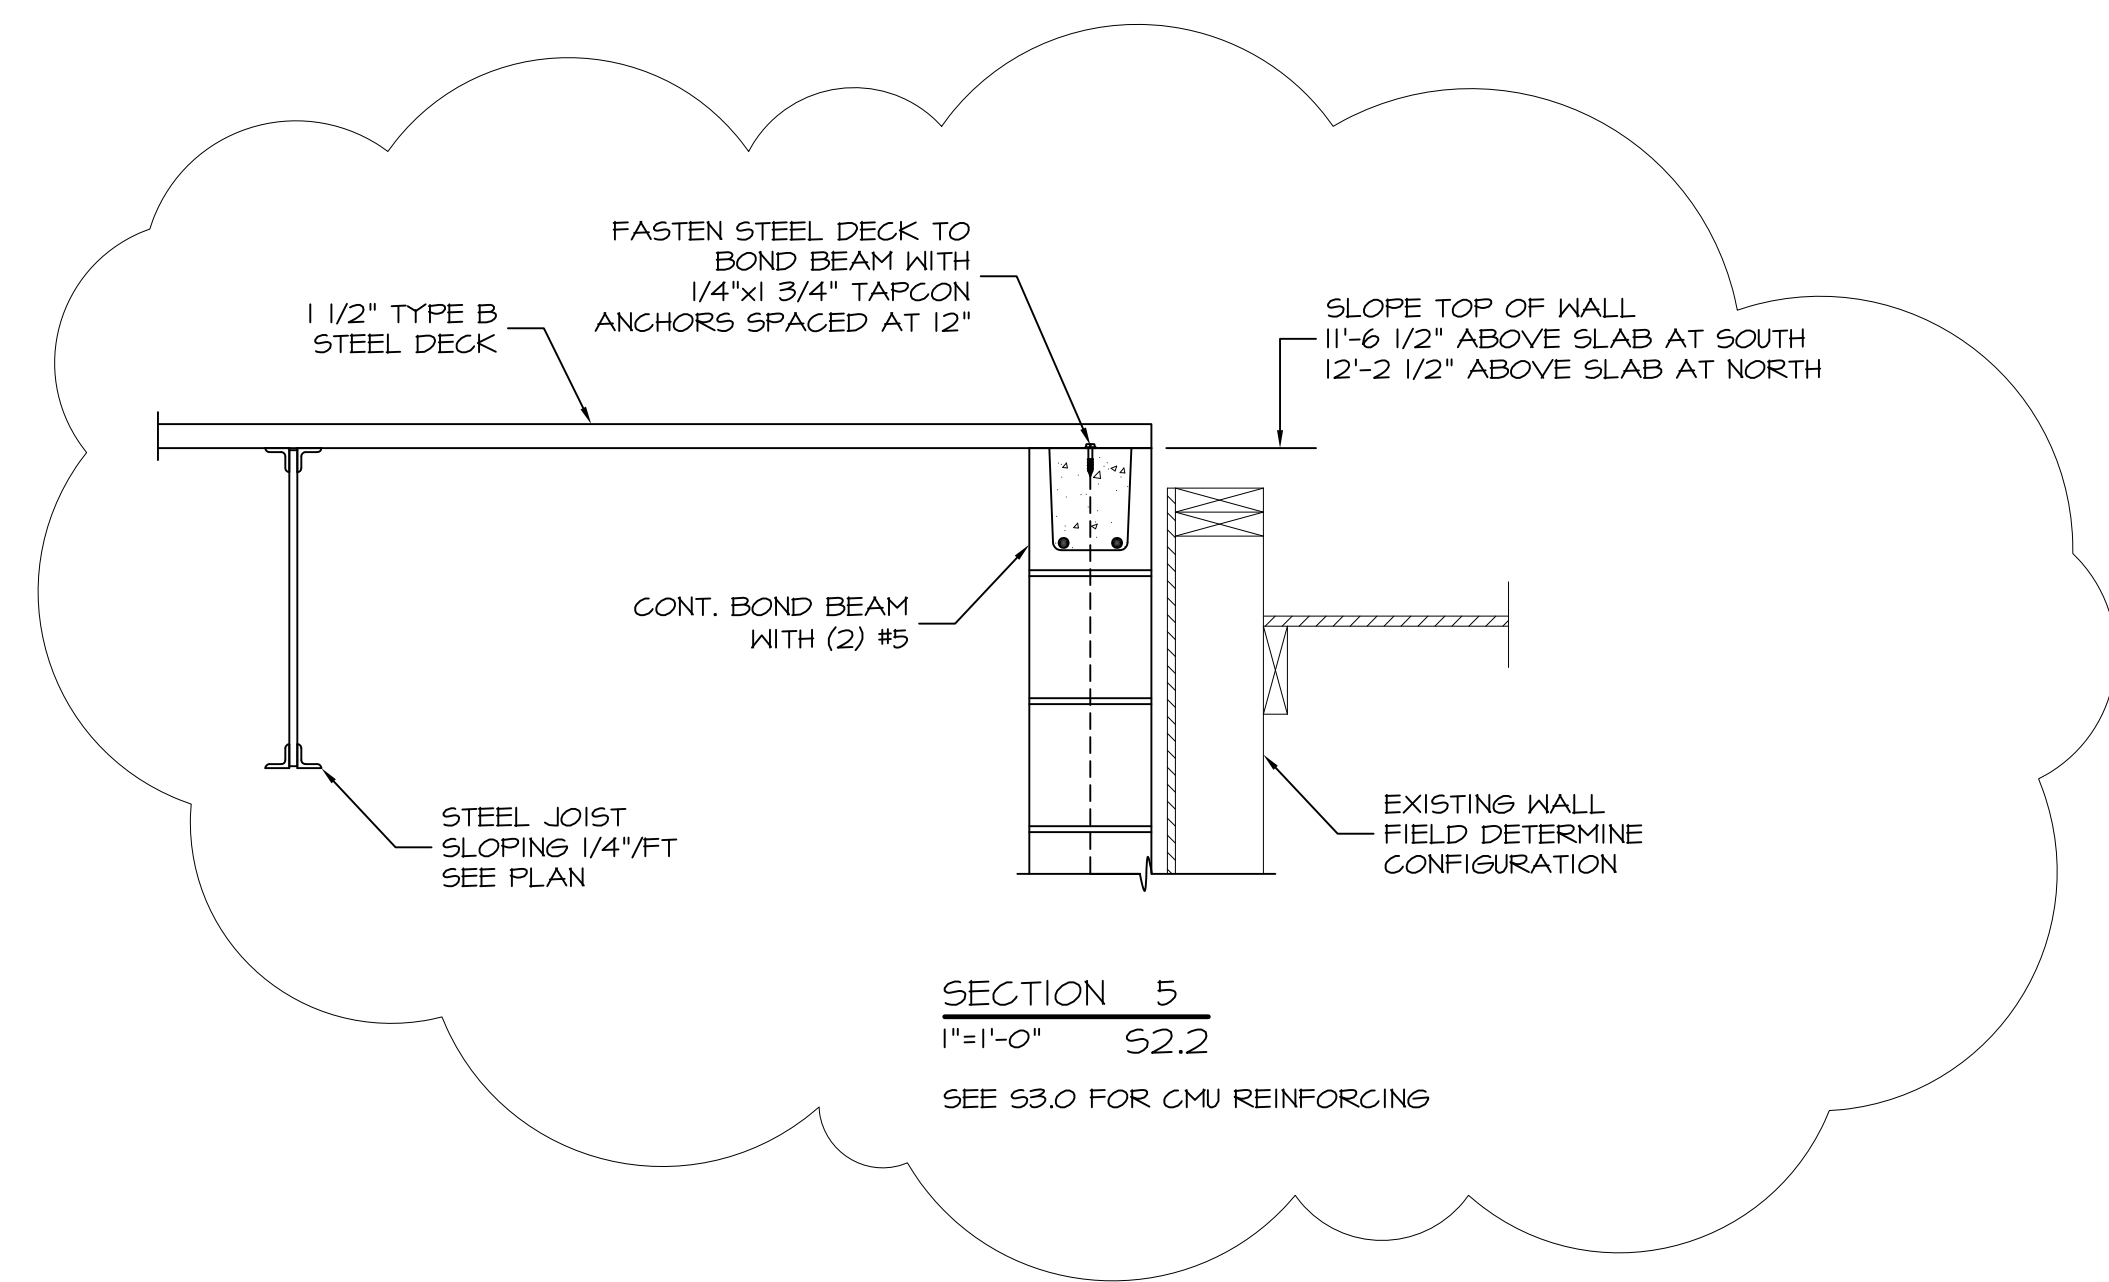 FASTEN STEEL DECK TO
BOND BEAM WITH
1/4"x1 3/4" TAPCON
ANCHORS SPACED AT 12"
1 1/2" TYPE B
STEEL DECK
SLOPE TOP OF WALL
11'-6 1/2" ABOVE SLAB AT SOUTH
12'-2 1/2" ABOVE SLAB AT NORTH
CONT. BOND BEAM
WITH (2) #5
STEEL JOIST
SLOPING 1/4"/FT
SEE PLAN
EXISTING WALL
FIELD DETERMINE
CONFIGURATION
SECTION 5
1"=1'-0" S2.2
SEE S3.0 FOR CMU REINFORCING